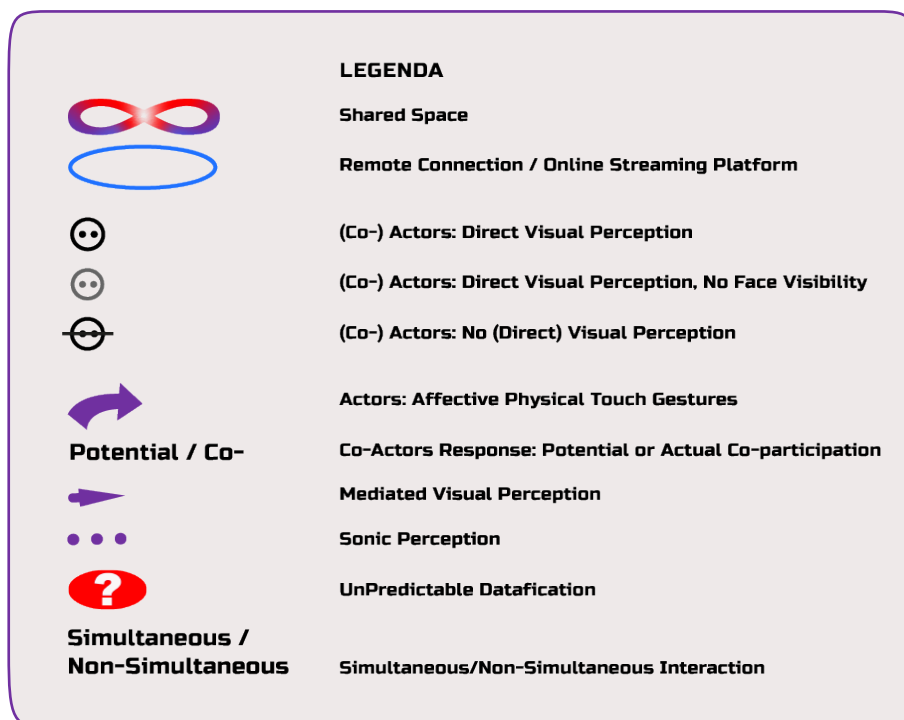 LEGENDA
Shared Space
Remote Connection / Online Streaming Platform
(Co-) Actors: Direct Visual Perception
(Co-) Actors: Direct Visual Perception, No Face Visibility
(Co-) Actors: No (Direct) Visual Perception
Actors: Affective Physical Touch Gestures
Potential / Co- Co-Actors Response: Potential or Actual Co-participation
Mediated Visual Perception
Sonic Perception
? UnPredictable Datafication
Simultaneous /
Non-Simultaneous Simultaneous/Non-Simultaneous Interaction